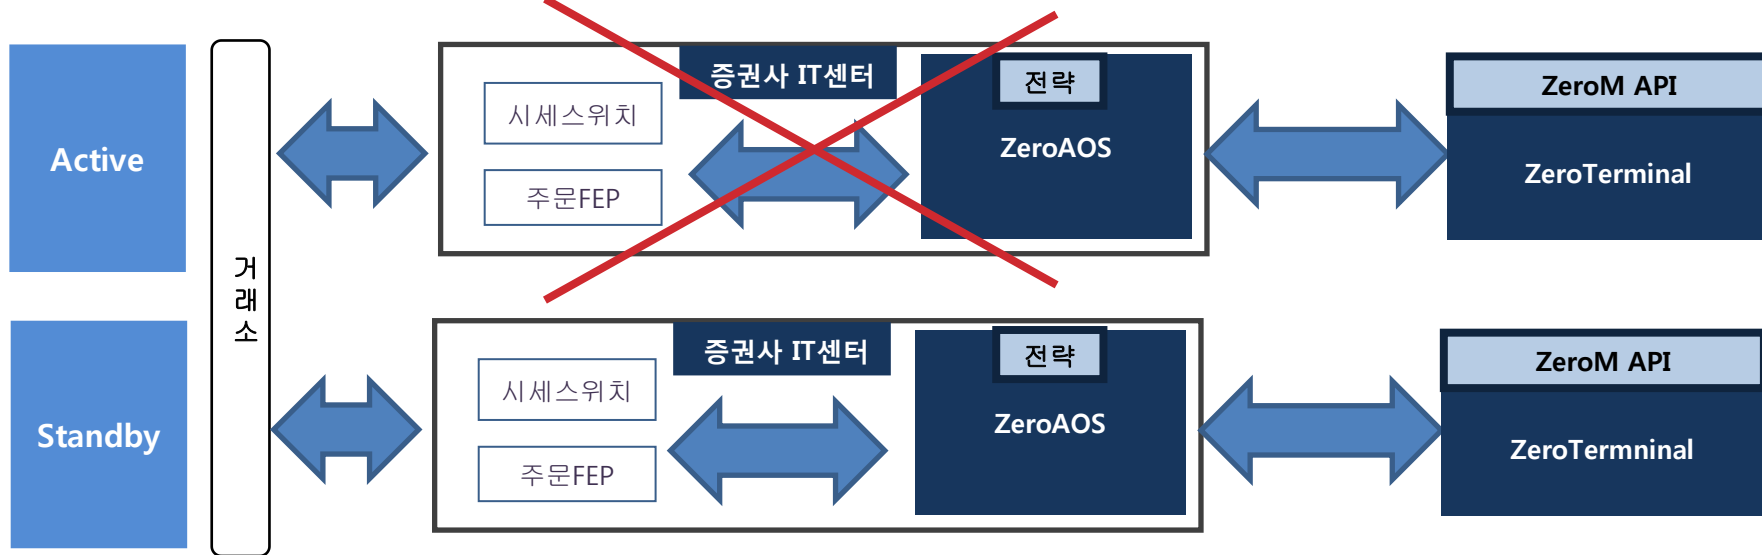 Active
거래소
증권사 IT센터
시세스위치
주문FEP
전략
ZeroAOS
ZeroM API
ZeroTerminal
Standby
증권사 IT센터
시세스위치
주문FEP
전략
ZeroAOS
ZeroM API
ZeroTermninal